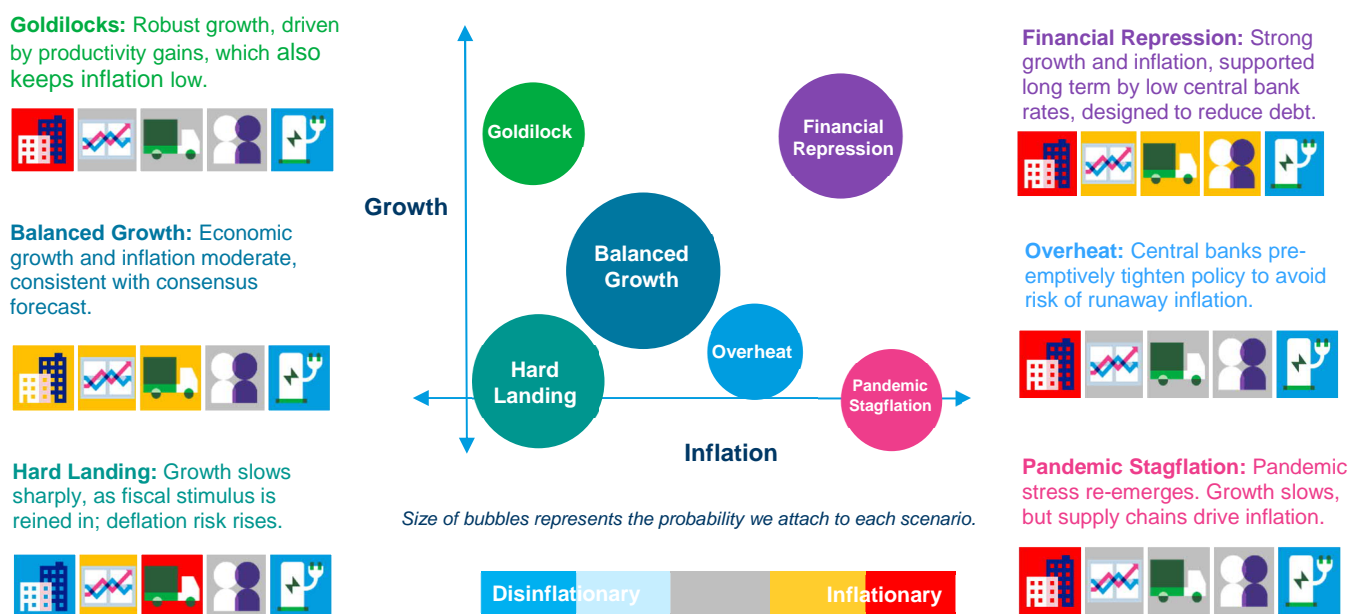 Goldilocks: Robust growth, driven
by productivity gains, which also
keeps inflation low.
Balanced Growth: Economic
growth and inflation moderate,
consistent with consensus
forecast.
Hard Landing: Growth slows
sharply, as fiscal stimulus is
reined in; deflation risk rises.
Growth
Goldilock
Financial
Repression
Balanced
Growth
Overheat
Hard
Landing
Pandemic
Stagflation
Inflation
Size of bubbles represents the probability we attach to each scenario.
Disinflationary
Inflationary
Financial Repression: Strong
growth and inflation, supported
long term by low central bank
rates, designed to reduce debt.
Overheat: Central banks pre-
emptively tighten policy to avoid
risk of runaway inflation.
Pandemic Stagflation: Pandemic
stress re-emerges. Growth slows,
but supply chains drive inflation.